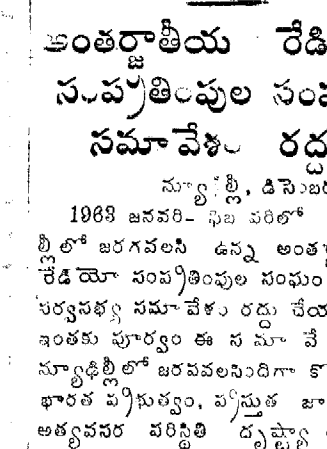 అంతర్జాతీయ రేడి
సంప్రతింపుల సం
సమావేశం రద్దు
న్యూఢిల్లీ, డిసెంబర
1963 జనవరి- ఫిబ్రవరిలో
ల్లీలో జరగవలసి ఉన్న అంత
రేడియో సంప్రతింపుల సంఘం
సర్వసభ్య సమావేశం రద్దు చేయ
ఇంతకు పూర్వం ఈ సమావే
న్యూఢిల్లీలో జరపవలసిందిగా కొ
భారత ప్రభుత్వం, ప్రస్తుత జా
అత్యవసర పరిస్థితి దృష్ట్యా